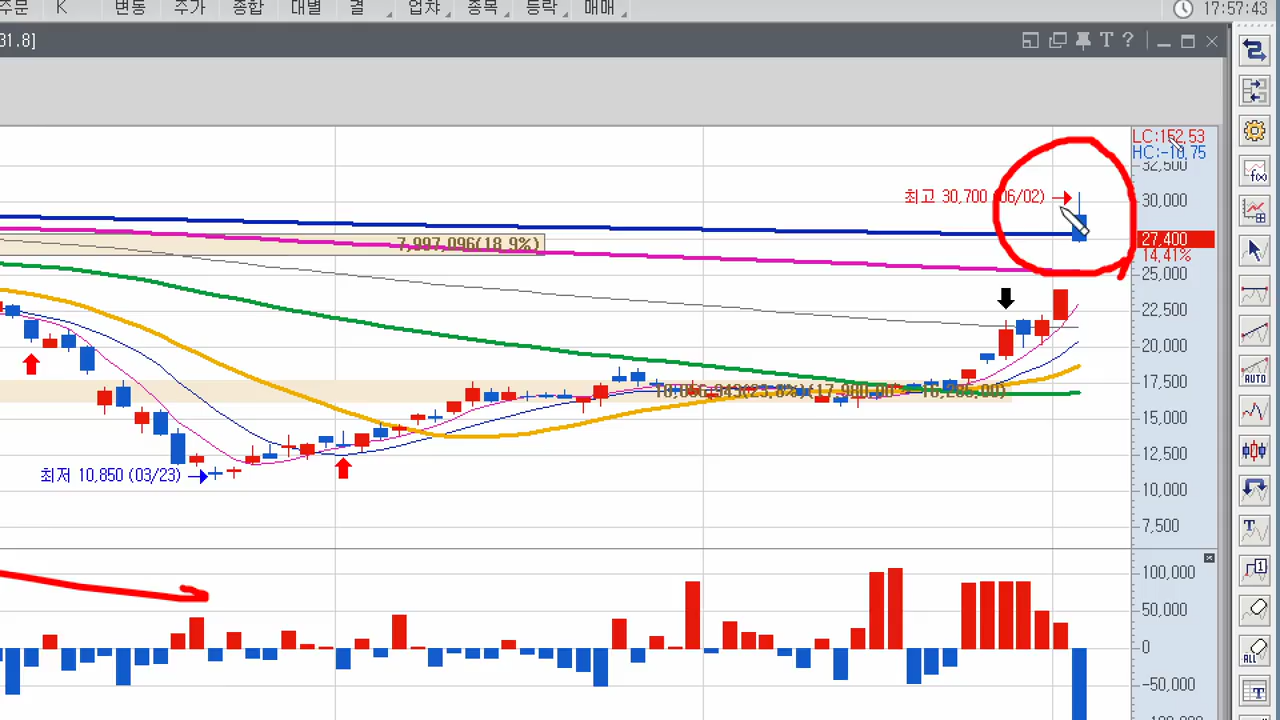 주문 K 변동 주가 종합 대별 결 업차 종목 등락 매매 17:57:43
31.8]
LC:152.53
HC:-10.75
32,500
최고 30,700 (06/02) 30,000
7,997,096(18.9%) 27,400
14.41%
25,000
22,500
20,000
17,500
15,000
12,500
최저 10,850 (03/23)
10,000
7,500
100,000
50,000
0
-50,000
AUTO
ALL